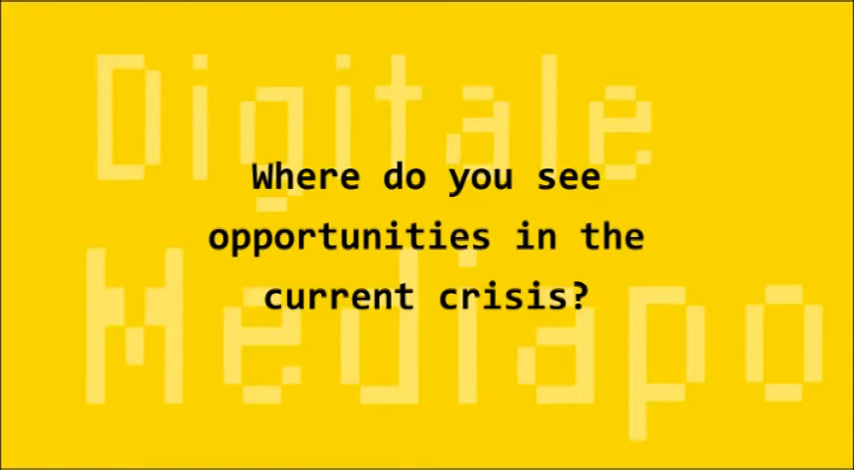 Digitale
Where do you see
opportunities in the
current crisis?
Mediapo